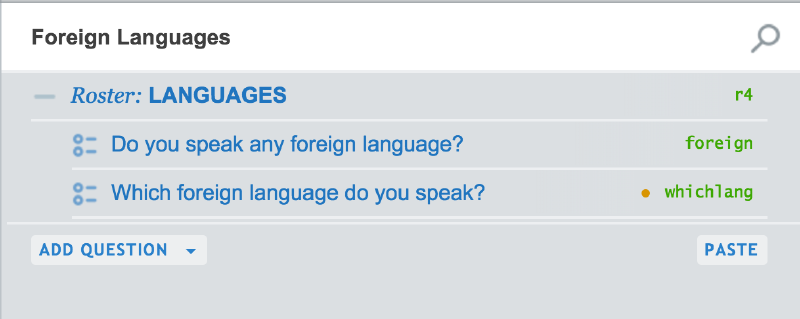 Foreign Languages
Roster: LANGUAGES r4
Do you speak any foreign language? foreign
Which foreign language do you speak? whichlang
ADD QUESTION PASTE